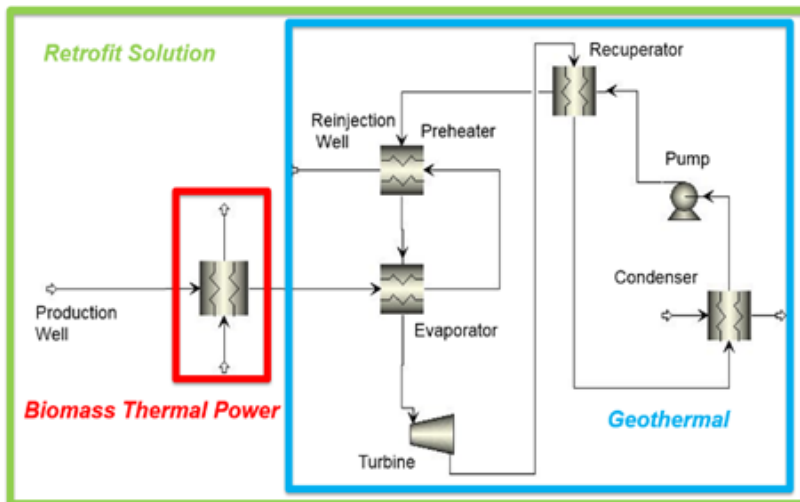 Retrofit Solution
Recuperator
Reinjection
Well
Preheater
Pump
Production
Well
Condenser
Evaporator
Biomass Thermal Power
Geothermal
Turbine